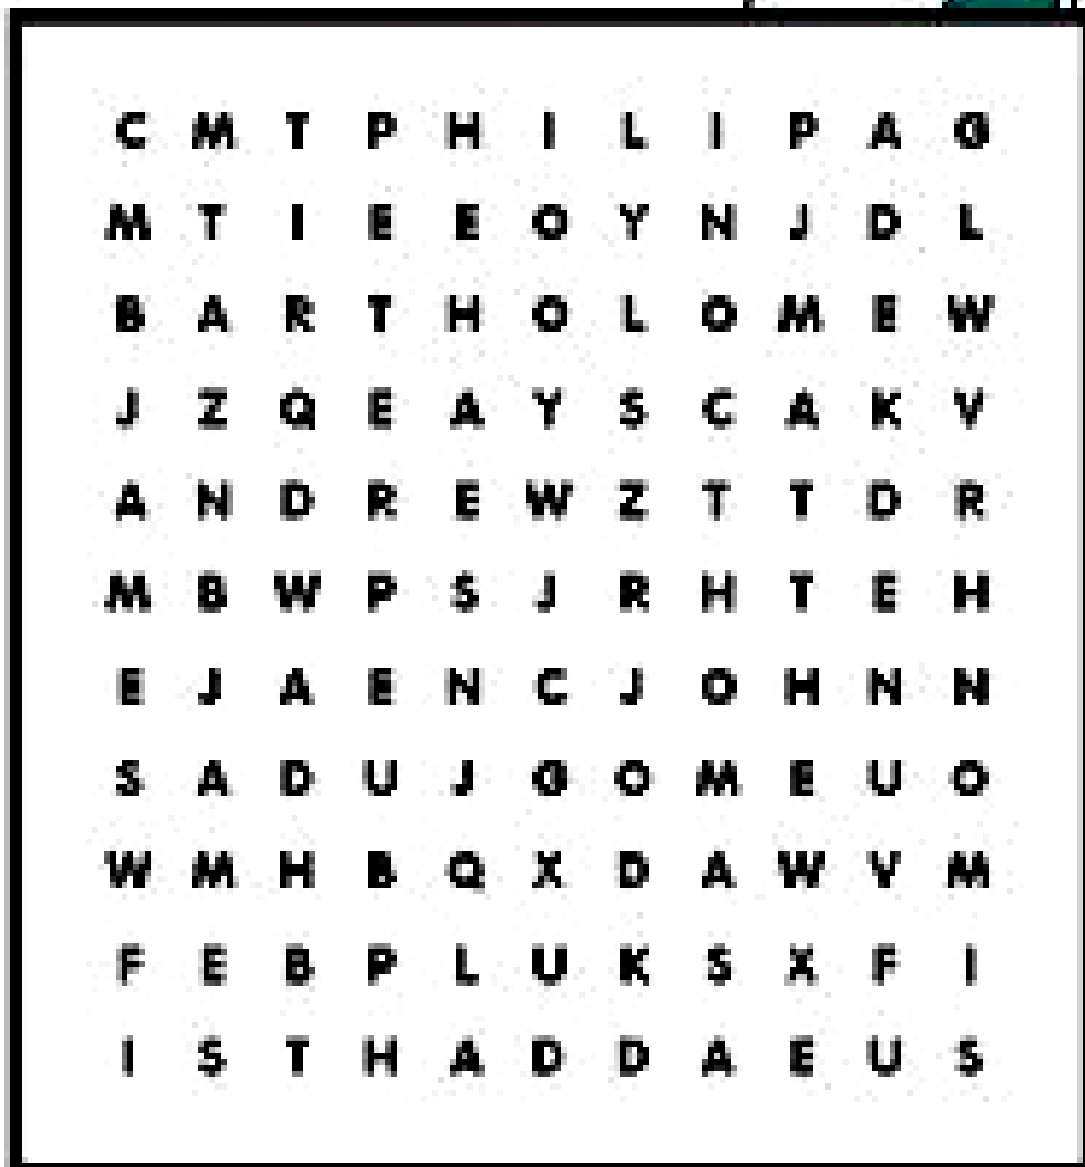 C M T P H I L I P A G
M T I E E O Y N J D L
B A R T H O L O M E W
J Z Q E A Y S C A K V
A N D R E W Z T T D R
M B W P S J R H T E H
E J A E N C J O H N N
S A D U J G O M E U O
W M H B Q X D A W V M
F E B P L U K S X F I
I S T H A D D A E U S